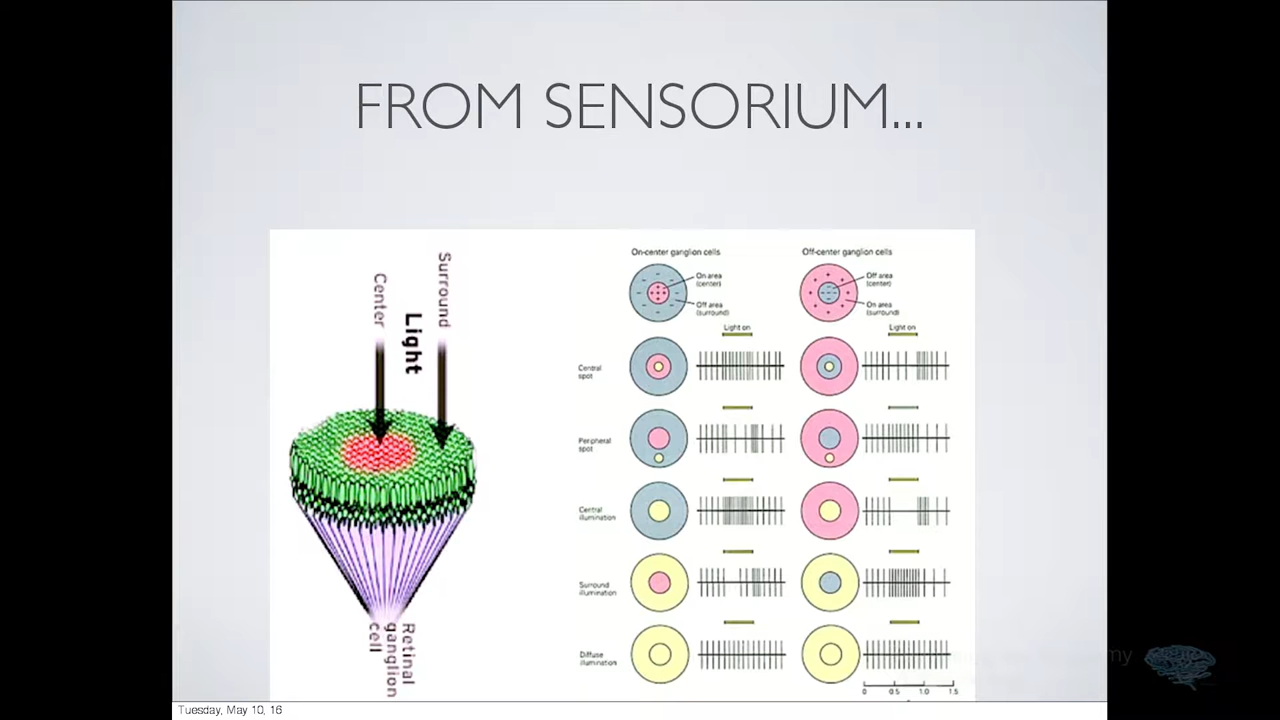 FROM SENSORIUM...
Center
Light
Surround
Retinal
ganglion
cell
On-center ganglion cells
On area
(center)
Off area
(surround)
Light on
Off-center ganglion cells
Off area
(center)
On area
(surround)
Light on
Central
spot
Peripheral
spot
Central
illumination
Surround
illumination
Diffuse
illumination
0 0.5 1.0 1.5
my
Tuesday, May 10, 16